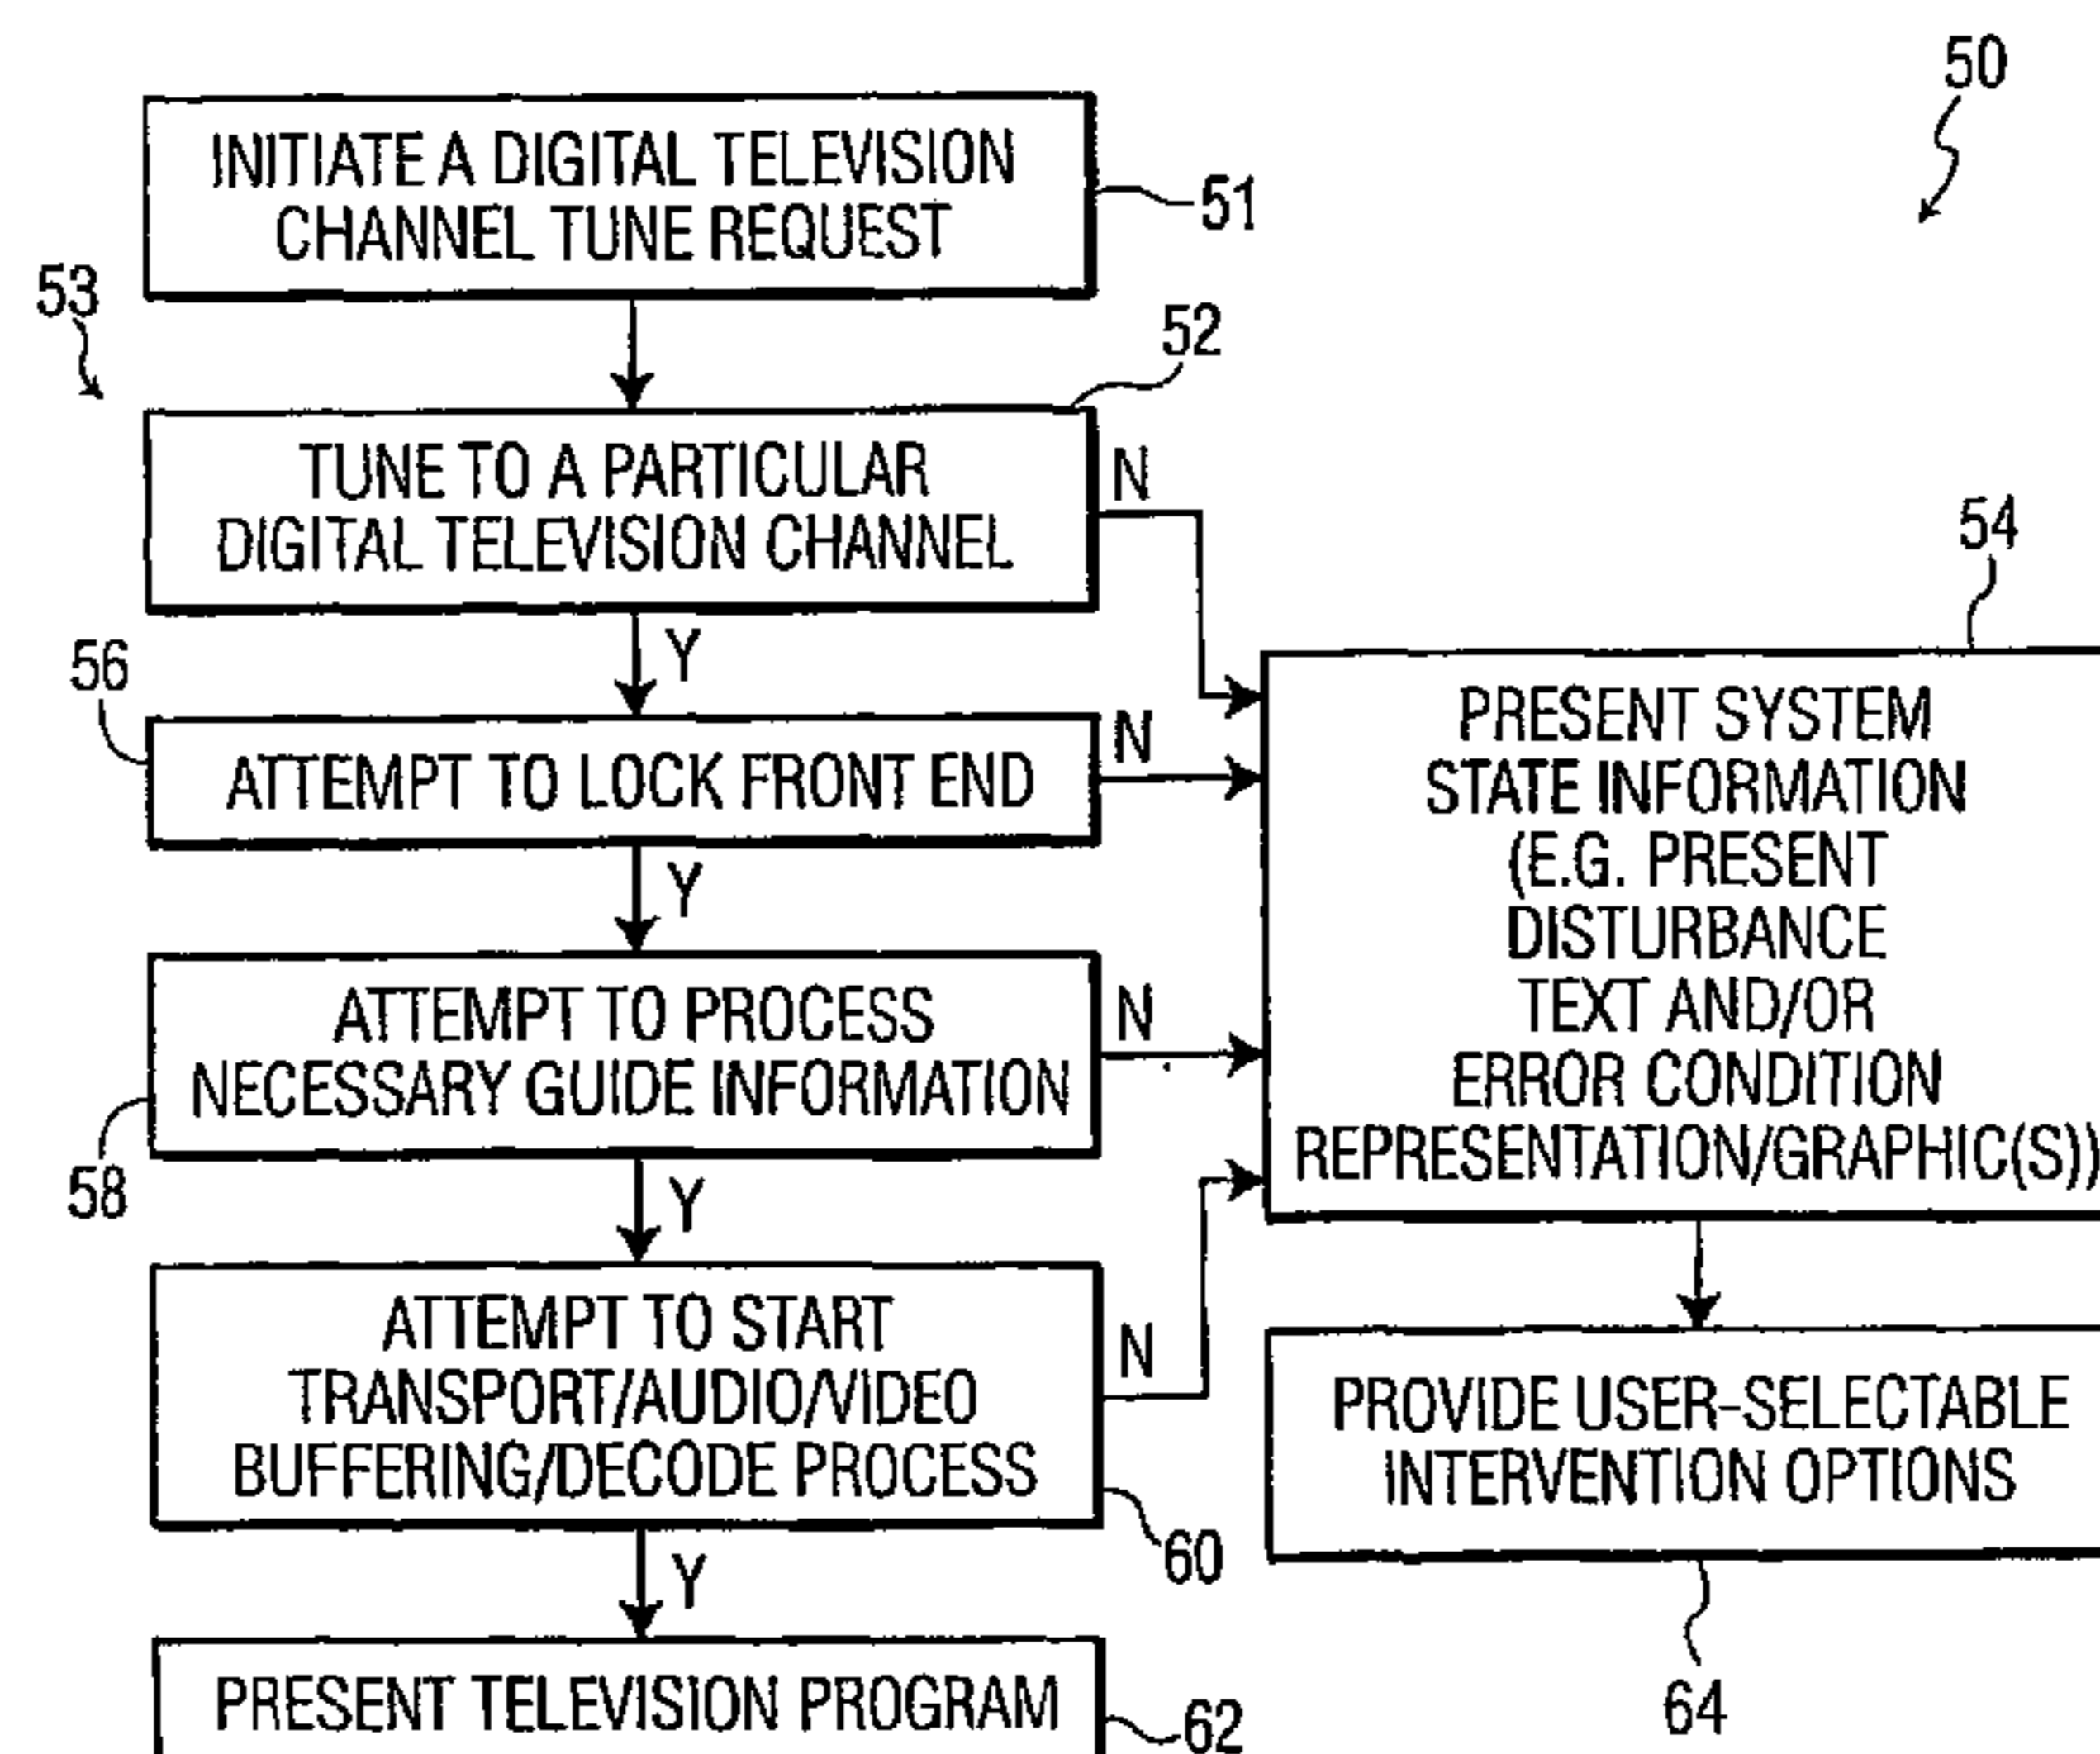 50
INITIATE A DIGITAL TELEVISION
CHANNEL TUNE REQUEST
51
53
52
TUNE TO A PARTICULAR
DIGITAL TELEVISION CHANNEL
N
Y
54
56
ATTEMPT TO LOCK FRONT END
N
Y
PRESENT SYSTEM
STATE INFORMATION
(E.G. PRESENT
DISTURBANCE
TEXT AND/OR
ERROR CONDITION
REPRESENTATION/GRAPHIC(S))
ATTEMPT TO PROCESS
NECESSARY GUIDE INFORMATION
N
58
Y
ATTEMPT TO START
TRANSPORT/AUDIO/VIDEO
BUFFERING/DECODE PROCESS
N
60
Y
PROVIDE USER-SELECTABLE
INTERVENTION OPTIONS
64
PRESENT TELEVISION PROGRAM
62